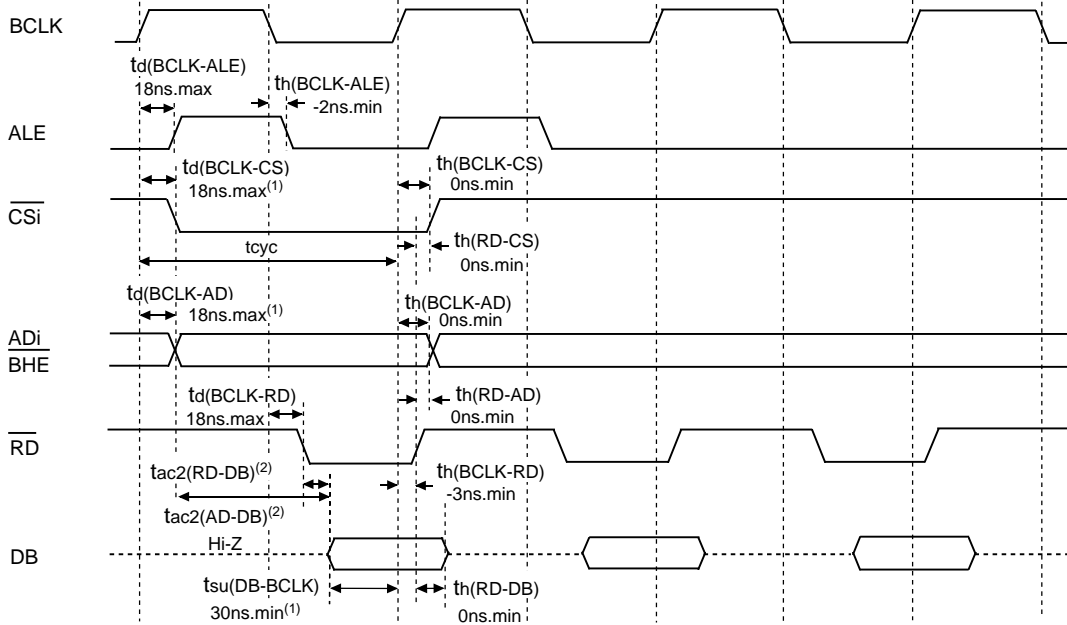 BCLK
td(BCLK-ALE)
18ns.max
th(BCLK-ALE)
-2ns.min
ALE
td(BCLK-CS)
18ns.max(1)
th(BCLK-CS)
0ns.min
CSi
tcyc
th(RD-CS)
0ns.min
td(BCLK-AD)
18ns.max(1)
th(BCLK-AD)
0ns.min
ADi
BHE
td(BCLK-RD)
18ns.max
th(RD-AD)
0ns.min
RD
tac2(RD-DB)(2)
th(BCLK-RD)
-3ns.min
tac2(AD-DB)(2)
Hi-Z
DB
tsu(DB-BCLK)
30ns.min(1)
th(RD-DB)
0ns.min